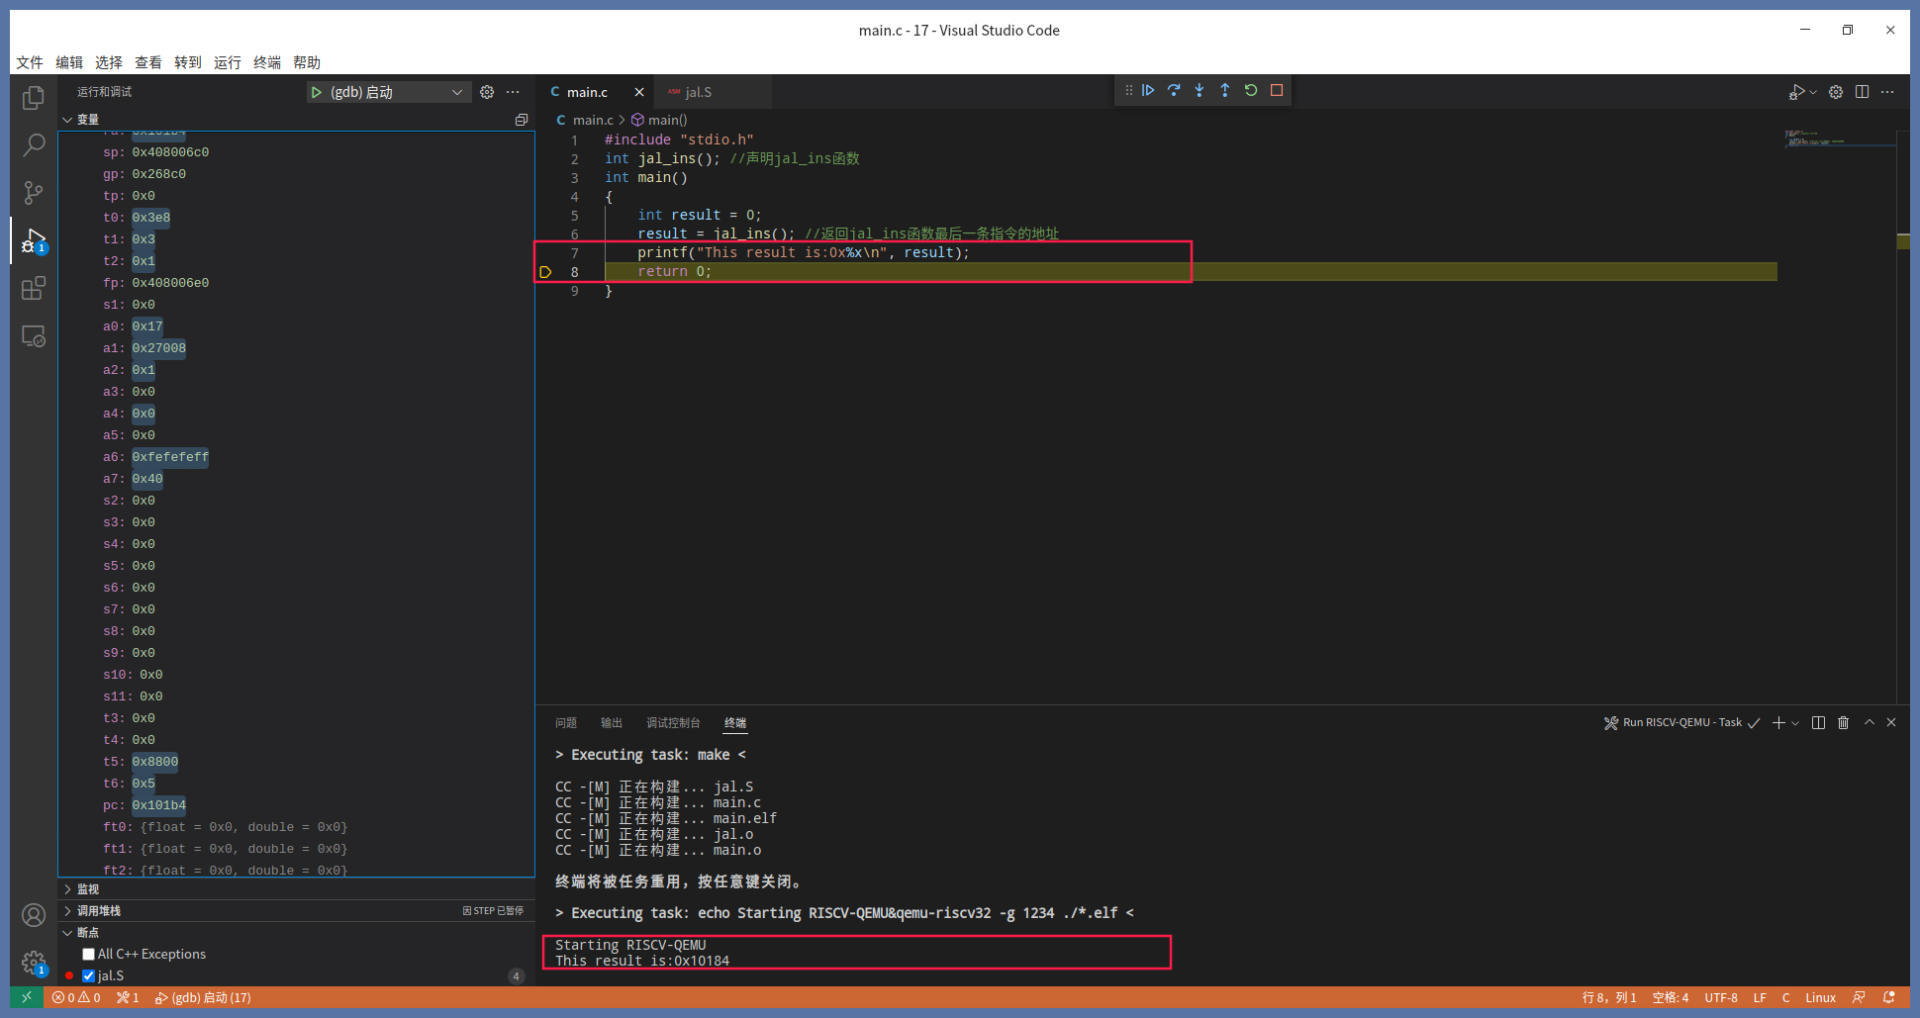 main.c - 17 - Visual Studio Code
文件 编辑 选择 查看 转到 运行 终端 帮助
运行和调试
(gdb) 启动
变量
ra: 0x101b4
sp: 0x408006c0
gp: 0x268c0
tp: 0x0
t0: 0x3e8
t1: 0x3
t2: 0x1
fp: 0x408006e0
s1: 0x0
a0: 0x17
a1: 0x27008
a2: 0x1
a3: 0x0
a4: 0x0
a5: 0x0
a6: 0xfefefeff
a7: 0x40
s2: 0x0
s3: 0x0
s4: 0x0
s5: 0x0
s6: 0x0
s7: 0x0
s8: 0x0
s9: 0x0
s10: 0x0
s11: 0x0
t3: 0x0
t4: 0x0
t5: 0x8800
t6: 0x5
pc: 0x101b4
ft0: {float = 0x0, double = 0x0}
ft1: {float = 0x0, double = 0x0}
ft2: {float = 0x0, double = 0x0}
监视
调用堆栈 因 STEP 已暂停
断点
All C++ Exceptions
jal.S 4
C main.c
ASM jal.S
C main.c > main()
1 #include "stdio.h"
2 int jal_ins(); //声明jal_ins函数
3 int main()
4 {
5 int result = 0;
6 result = jal_ins(); //返回jal_ins函数最后一条指令的地址
7 printf("This result is:0x%x\n", result);
8 return 0;
9 }
问题 输出 调试控制台 终端
Run RISCV-QEMU - Task
> Executing task: make <
CC -[M] 正在构建... jal.S
CC -[M] 正在构建... main.c
CC -[M] 正在构建... main.elf
CC -[M] 正在构建... jal.o
CC -[M] 正在构建... main.o
终端将被任务重用，按任意键关闭。
> Executing task: echo Starting RISCV-QEMU&qemu-riscv32 -g 1234 ./*.elf <
Starting RISCV-QEMU
This result is:0x10184
1
1
0 0 1 (gdb) 启动 (17)
行 8，列 1 空格: 4 UTF-8 LF C Linux